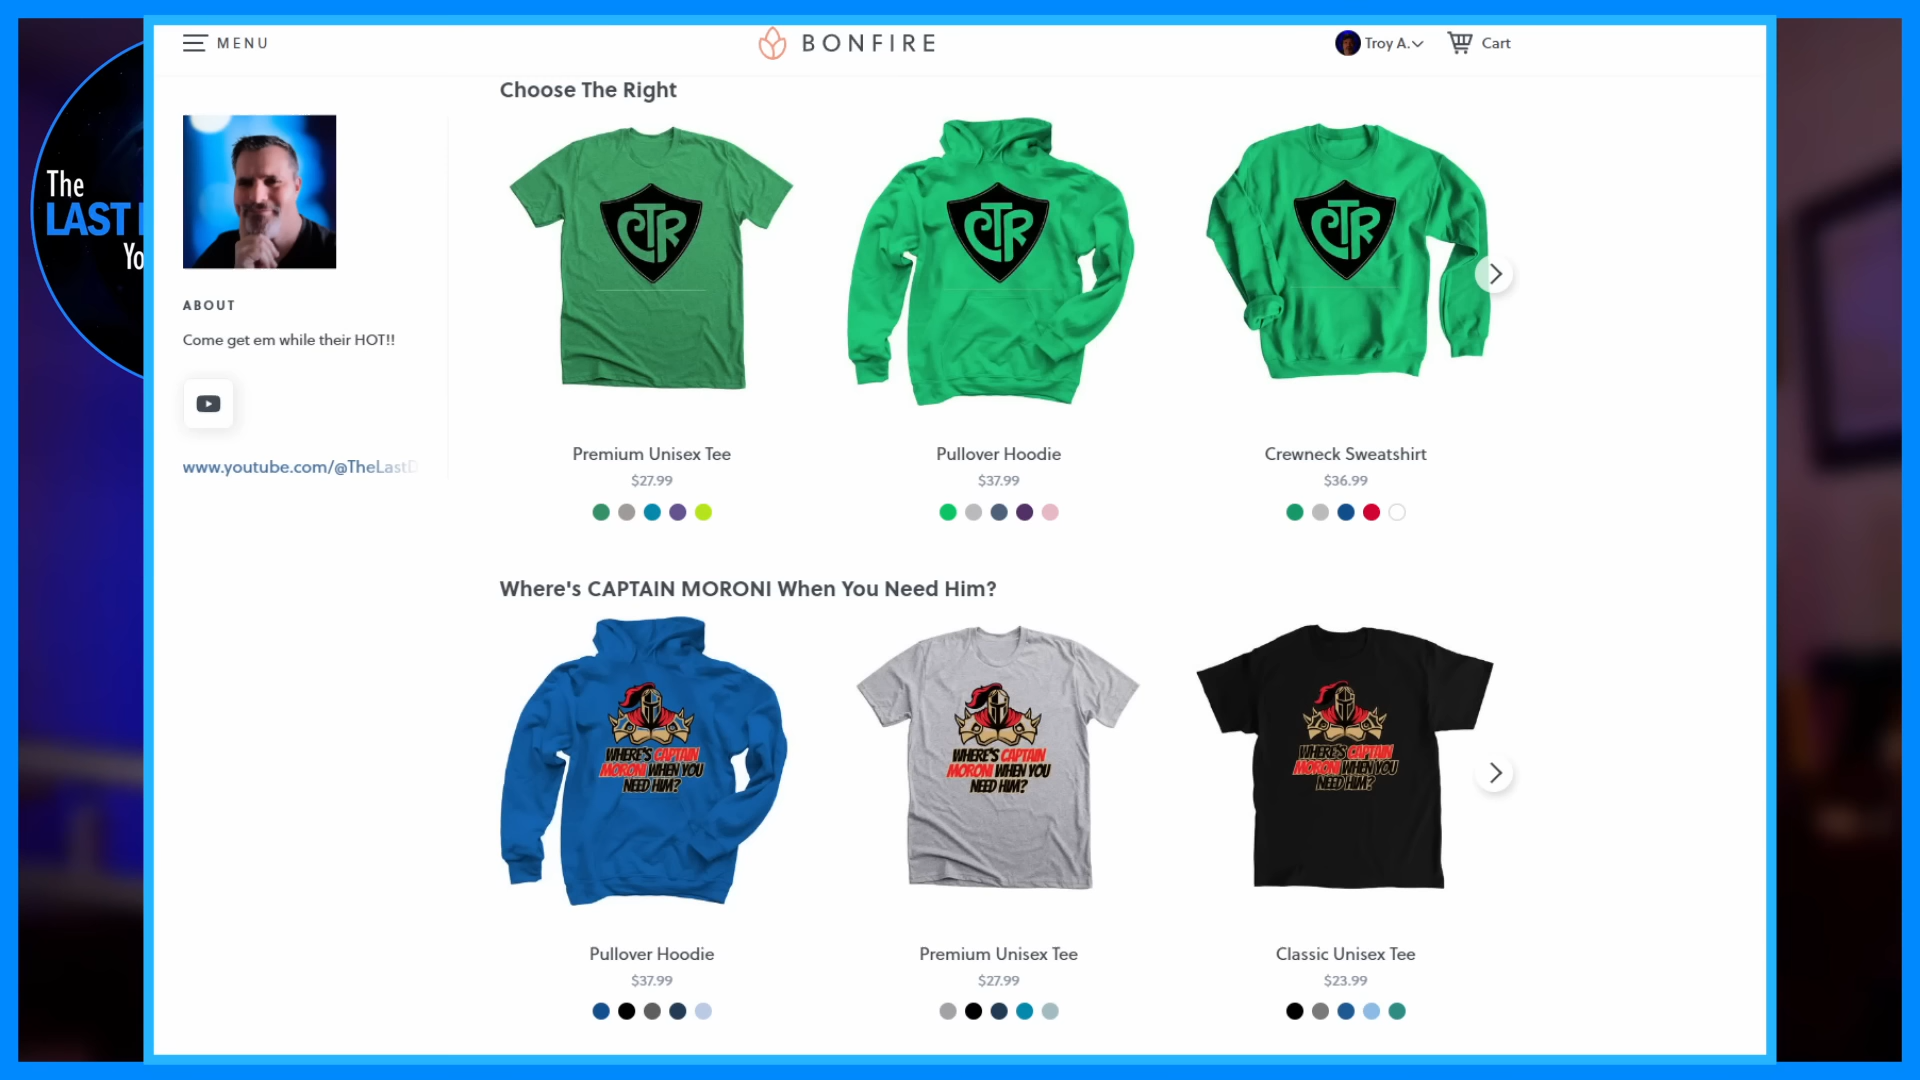 MENU
BONFIRE
Troy A.
Cart
The
LAST
Yo
Choose The Right
CTR
CTR
CTR
ABOUT
Come get em while their HOT!!
www.youtube.com/@TheLastD
Premium Unisex Tee
$27.99
Pullover Hoodie
$37.99
Crewneck Sweatshirt
$36.99
Where's CAPTAIN MORONI When You Need Him?
WHERE'S CAPTAIN
MORONI WHEN YOU
NEED HIM?
WHERE'S CAPTAIN
MORONI WHEN YOU
NEED HIM?
WHERE'S CAPTAIN
MORONI WHEN YOU
NEED HIM?
Pullover Hoodie
$37.99
Premium Unisex Tee
$27.99
Classic Unisex Tee
$23.99